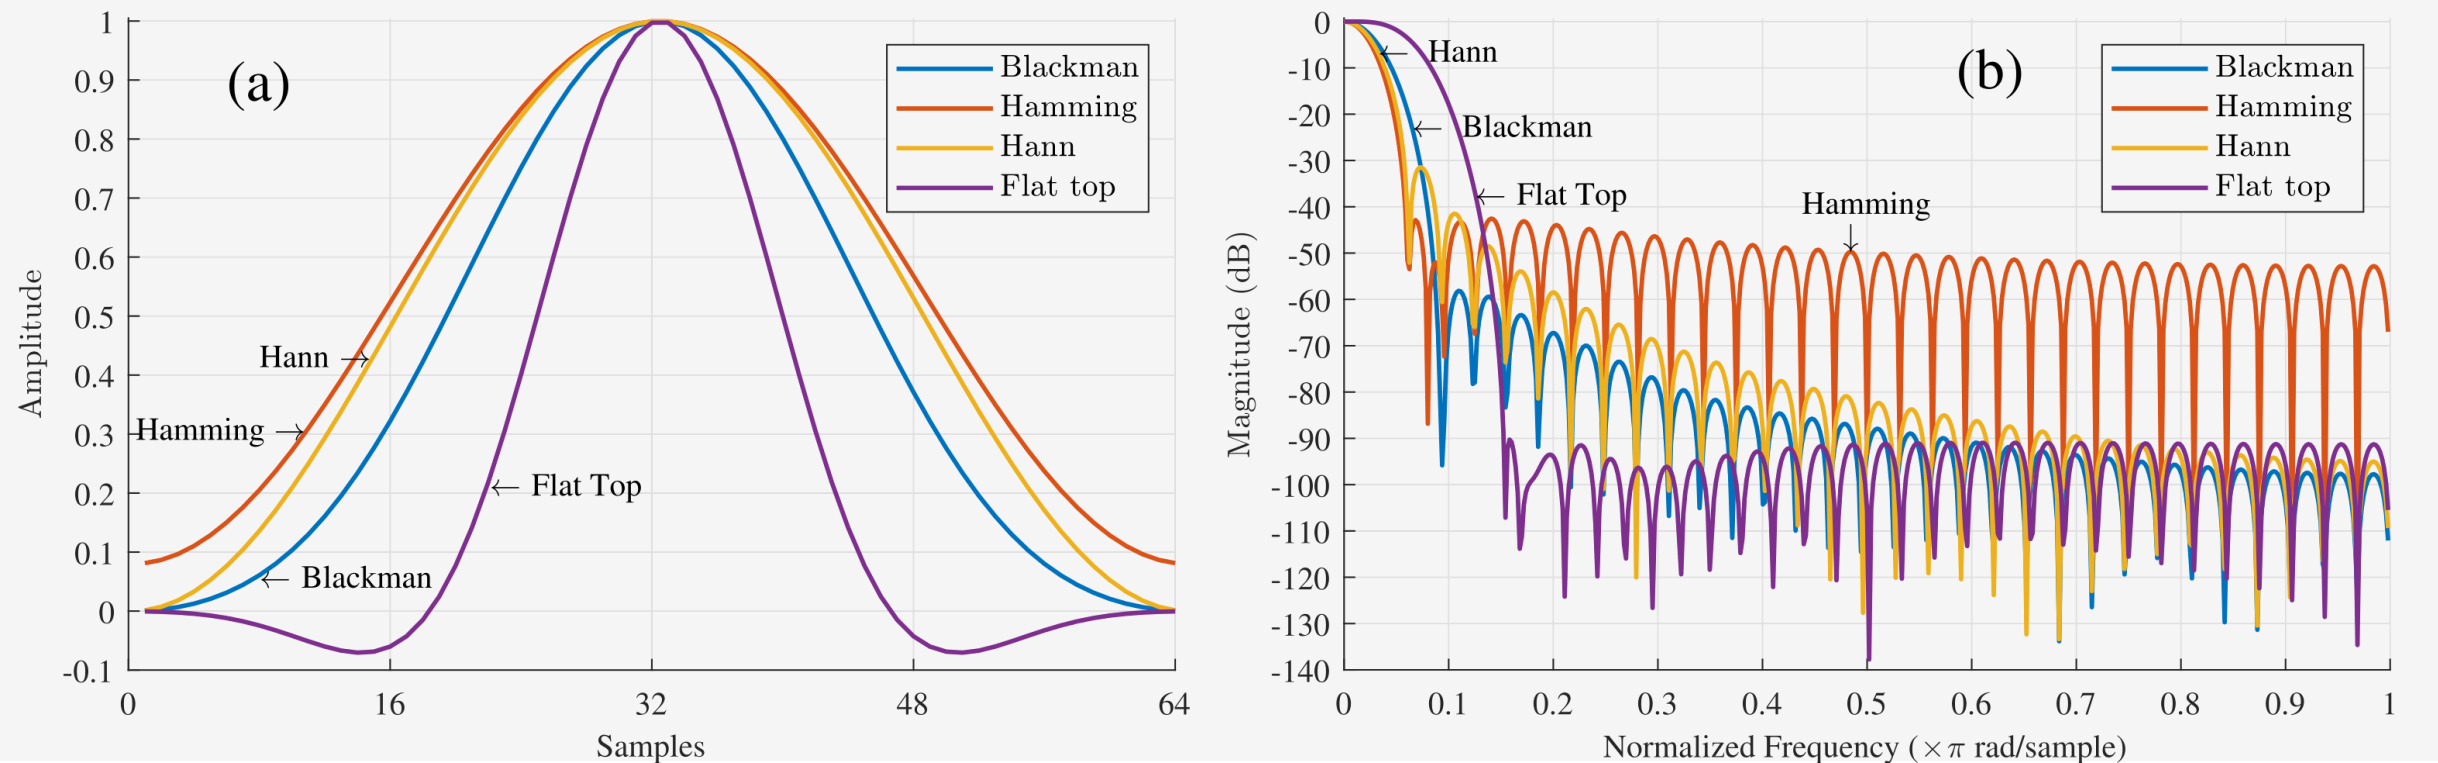 (a)
Blackman
Hamming
Hann
Flat top
Hann
Hamming
Flat Top
Blackman
1
0.9
0.8
0.7
0.6
0.5
0.4
0.3
0.2
0.1
0
-0.1
0
16
32
48
64
Amplitude
Samples
(b)
Blackman
Hamming
Hann
Flat top
Hann
Blackman
Flat Top
Hamming
0
-10
-20
-30
-40
-50
-60
-70
-80
-90
-100
-110
-120
-130
-140
0
0.1
0.2
0.3
0.4
0.5
0.6
0.7
0.8
0.9
1
Magnitude (dB)
Normalized Frequency (×π rad/sample)